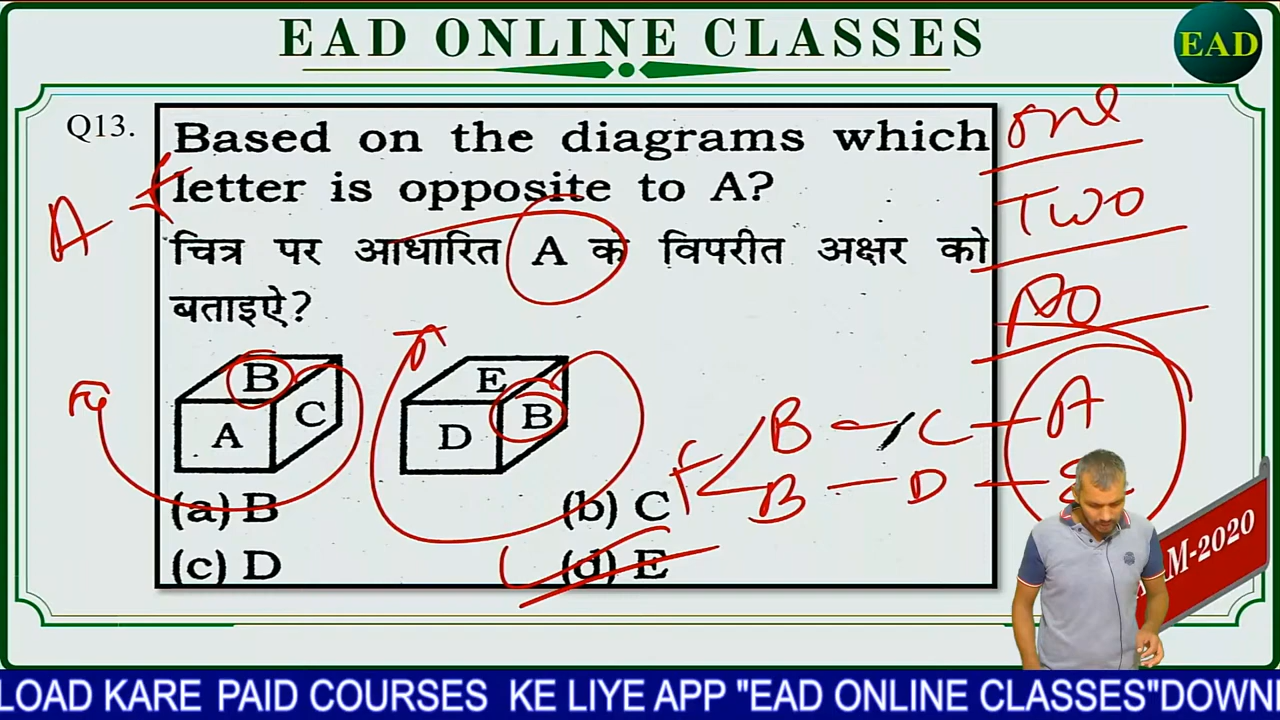 EAD ONLINE CLASSES
EAD
Q13.
Based on the diagrams which
letter is opposite to A?
चित्र पर आधारित A के विपरीत अक्षर को
बताइऐ?
B
A
C
E
D
B
(a) B
(b) C
(c) D
(d) E
A
one
TWO
B C A
B D
M-2020
LOAD KARE PAID COURSES KE LIYE APP "EAD ONLINE CLASSES"DOWNL